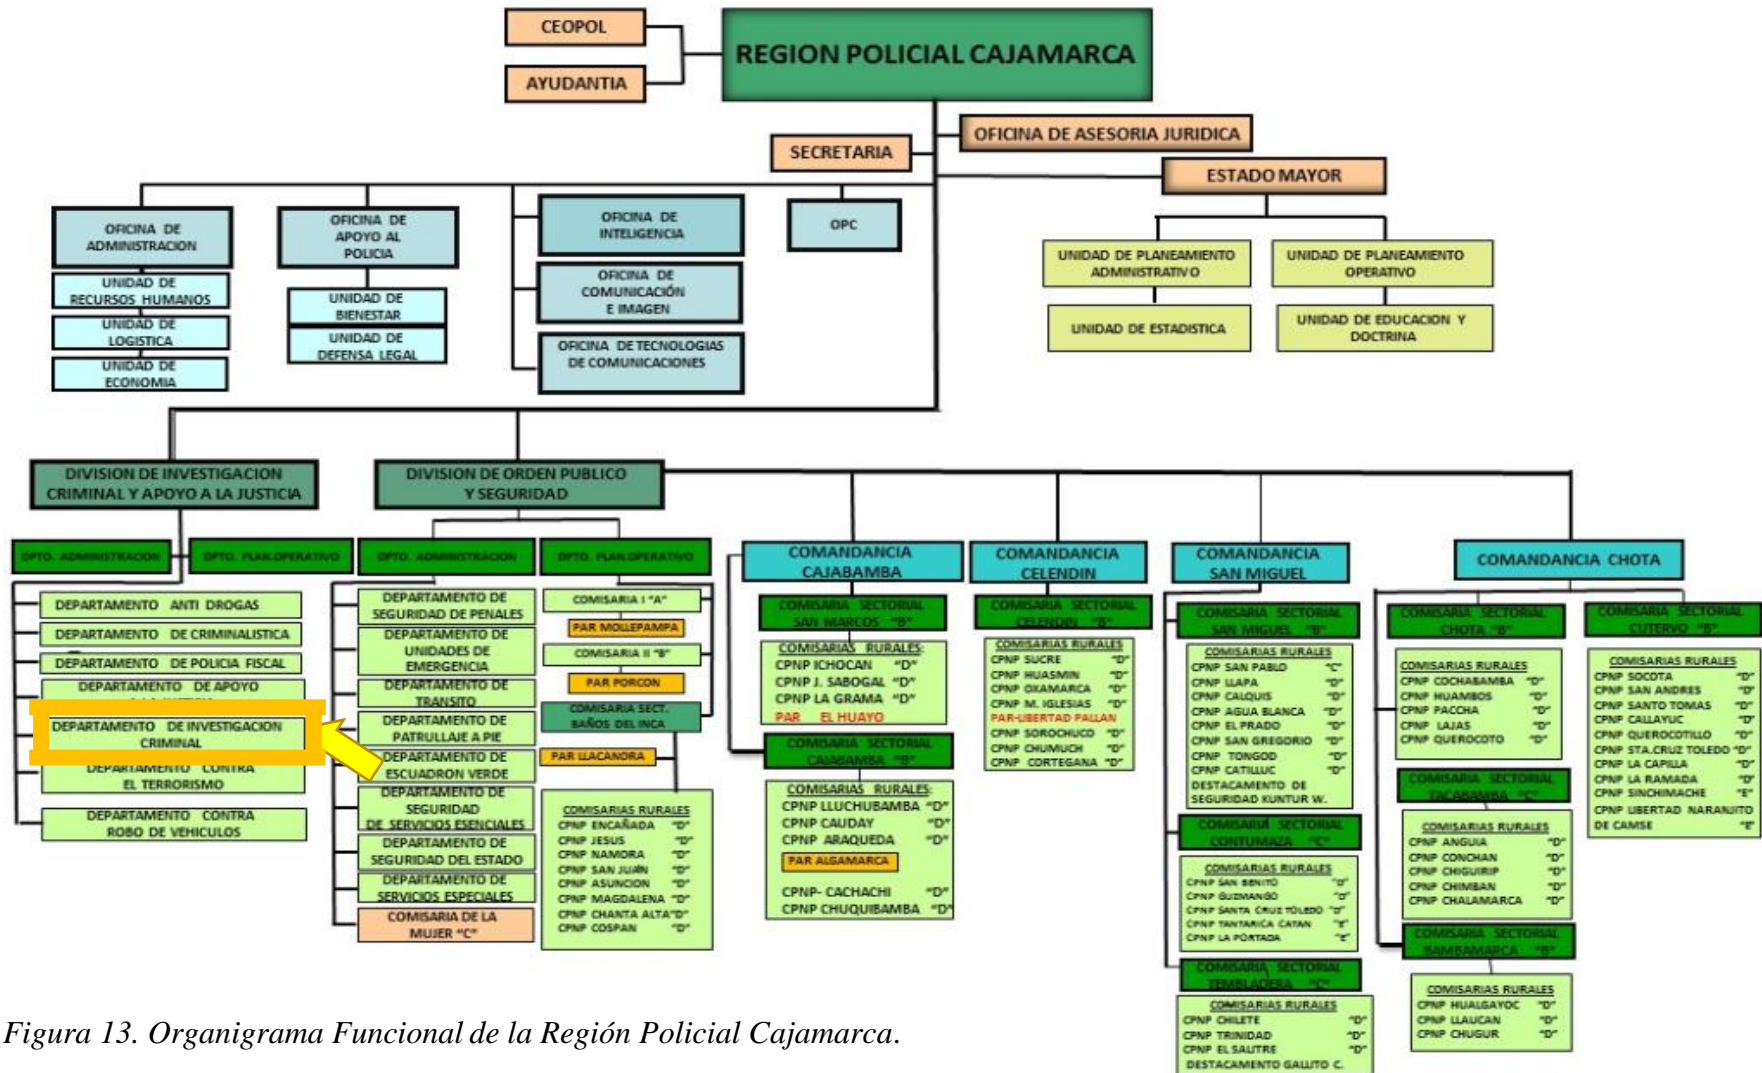 CEOPOL
AYUDANTIA
REGION POLICIAL CAJAMARCA
OFICINA DE ASESORIA JURIDICA
SECRETARIA
ESTADO MAYOR
OFICINA DE
ADMINISTRACION
UNIDAD DE
RECURSOS HUMANOS
UNIDAD DE
LOGISTICA
UNIDAD DE
ECONOMIA
OFICINA DE
APOYO AL
POLICIA
UNIDAD DE
BIENESTAR
UNIDAD DE
DEFENSA LEGAL
OFICINA DE
INTELIGENCIA
OFICINA DE
COMUNICACIÓN
E IMAGEN
OFICINA DE TECNOLOGIAS
DE COMUNICACIONES
OPC
UNIDAD DE PLANEAMIENTO
ADMINISTRATIVO
UNIDAD DE ESTADISTICA
UNIDAD DE PLANEAMIENTO
OPERATIVO
UNIDAD DE EDUCACION Y
DOCTRINA
DIVISION DE INVESTIGACION
CRIMINAL Y APOYO A LA JUSTICIA
DIVISION DE ORDEN PUBLICO
Y SEGURIDAD
DPTO. ADMINISTRACION
DPTO. PLAN.OPERATIVO
DEPARTAMENTO ANTI DROGAS
DEPARTAMENTO DE CRIMINALISTICA
DEPARTAMENTO DE POLICIA FISCAL
DEPARTAMENTO DE APOYO
DEPARTAMENTO DE INVESTIGACION
CRIMINAL
DEPARTAMENTO CONTRA
EL TERRORISMO
DEPARTAMENTO CONTRA
ROBO DE VEHICULOS
DPTO. ADMINISTRACION
DEPARTAMENTO DE
SEGURIDAD DE PENALES
DEPARTAMENTO DE
UNIDADES DE
EMERGENCIA
DEPARTAMENTO DE
TRANSITO
DEPARTAMENTO DE
PATRULLAJE A PIE
DEPARTAMENTO DE
ESCUADRON VERDE
DEPARTAMENTO DE
SEGURIDAD
DE SERVICIOS ESENCIALES
DEPARTAMENTO DE
SEGURIDAD DEL ESTADO
DEPARTAMENTO DE
SERVICIOS ESPECIALES
COMISARIA DE LA
MUJER "C"
DPTO. PLAN.OPERATIVO
COMISARIA I "A"
PAR MOLLEPAMPA
COMISARIA II "B"
PAR PORCON
COMISARIA SECT.
BAÑOS DEL INCA
PAR LLACANORA
COMISARIAS RURALES
CPNP ENCAÑADA "D"
CPNP JESUS "D"
CPNP NAMORA "D"
CPNP SAN JUAN "D"
CPNP ASUNCION "D"
CPNP MAGDALENA "D"
CPNP CHANTA ALTA"D"
CPNP COSPAN "D"
COMANDANCIA
CAJABAMBA
COMISARIA SECTORIAL
SAN MARCOS "B"
COMISARIAS RURALES:
CPNP ICHOCAN "D"
CPNP J. SABOGAL "D"
CPNP LA GRAMA "D"
PAR EL HUAYO
COMISARIA SECTORIAL
CAJABAMBA "B"
COMISARIAS RURALES:
CPNP LLUCHUBAMBA "D"
CPNP CAUDAY "D"
CPNP ARAQUEDA "D"
PAR ALGAMARCA
CPNP- CACHACHI "D"
CPNP CHUQUIBAMBA "D"
COMANDANCIA
CELENDIN
COMISARIA SECTORIAL
CELENDIN "B"
COMISARIAS RURALES
CPNP SUCRE "D"
CPNP HUASMIN "D"
CPNP OXAMARCA "D"
CPNP M. IGLESIAS "D"
PAR-LIBERTAD PALLAN
CPNP SOROCHUCO "D"
CPNP CHUMUCH "D"
CPNP CORTEGANA "D"
COMANDANCIA
SAN MIGUEL
COMISARIA SECTORIAL
SAN MIGUEL "B"
COMISARIAS RURALES
CPNP SAN PABLO "C"
CPNP LLAPA "D"
CPNP CALQUIS "D"
CPNP AGUA BLANCA "D"
CPNP EL PRADO "D"
CPNP SAN GREGORIO "D"
CPNP TONGOD "D"
CPNP CATILLUC "D"
DESTACAMENTO DE
SEGURIDAD KUNTUR W.
COMISARIA SECTORIAL
CONTUMAZA "C"
COMISARIAS RURALES
CPNP SAN BENITO "D"
CPNP GUZMANGO "D"
CPNP SANTA CRUZ TOLEDO "D"
CPNP TANTARICA CATAN "E"
CPNP LA PORTADA "E"
COMISARIA SECTORIAL
TEMBLADERA "C"
COMISARIAS RURALES
CPNP CHILETE "D"
CPNP TRINIDAD "D"
CPNP EL SALITRE "D"
DESTACAMENTO GALLITO C.
COMANDANCIA CHOTA
COMISARIA SECTORIAL
CHOTA "B"
COMISARIAS RURALES
CPNP COCHABAMBA "D"
CPNP HUAMBOS "D"
CPNP PACCHA "D"
CPNP LAJAS "D"
CPNP QUEROCOTO "D"
COMISARIA SECTORIAL
TACABAMBA "C"
COMISARIAS RURALES
CPNP ANGUIA "D"
CPNP CONCHAN "D"
CPNP CHIGUIRIP "D"
CPNP CHIMBAN "D"
CPNP CHALAMARCA "D"
COMISARIA SECTORIAL
BAMBAMARCA "B"
COMISARIAS RURALES
CPNP HUALGAYOC "D"
CPNP LLAUCAN "D"
CPNP CHUGUR "D"
COMISARIA SECTORIAL
CUTERVO "B"
COMISARIAS RURALES
CPNP SOCOTA "D"
CPNP SAN ANDRES "D"
CPNP SANTO TOMAS "D"
CPNP CALLAYUC "D"
CPNP QUEROCOTILLO "D"
CPNP STA.CRUZ TOLEDO "D"
CPNP LA CAPILLA "D"
CPNP LA RAMADA "D"
CPNP SINCHIMACHE "E"
CPNP LIBERTAD NARANJITO
DE CAMSE "E"
Figura 13. Organigrama Funcional de la Región Policial Cajamarca.